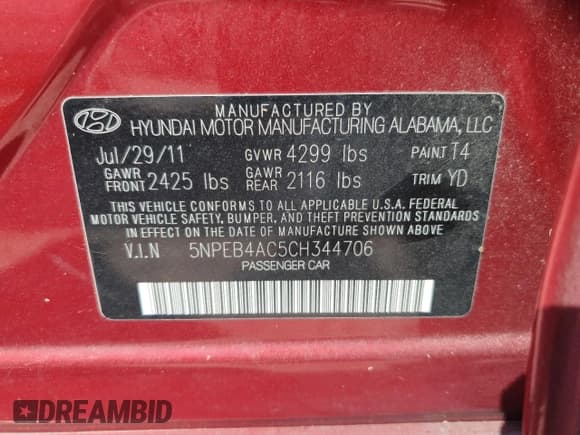 MANUFACTURED BY
HYUNDAI MOTOR MANUFACTURING ALABAMA, LLC
Jul/29/11 GVWR 4299 lbs PAINT T4
GAWR FRONT 2425 lbs GAWR REAR 2116 lbs TRIM YD
THIS VEHICLE CONFORMS TO ALL APPLICABLE U.S.A. FEDERAL
MOTOR VEHICLE SAFETY, BUMPER, AND THEFT PREVENTION STANDARDS
IN EFFECT ON THE DATE OF MANUFACTURE SHOWN ABOVE
V.I.N 5NPEB4AC5CH344706
PASSENGER CAR
DREAMBID